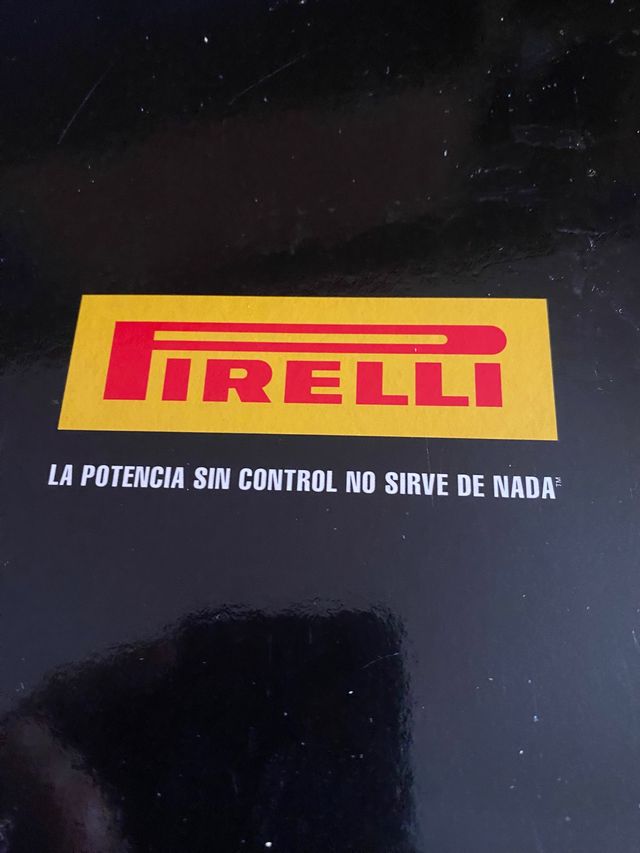 PIRELLI
LA POTENCIA SIN CONTROL NO SIRVE DE NADA™